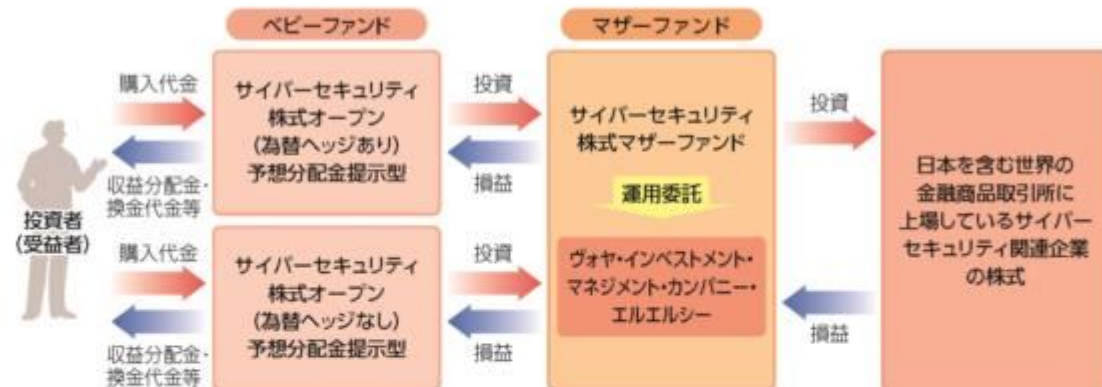 ベビーファンド
マザーファンド
購入代金
サイバーセキュリティ
株式オープン
(為替ヘッジあり)
予想分配金提示型
収益分配金・
換金代金等
投資
損益
投資者
(受益者)
購入代金
サイバーセキュリティ
株式オープン
(為替ヘッジなし)
予想分配金提示型
収益分配金・
換金代金等
投資
損益
サイバーセキュリティ
株式マザーファンド
運用委託
ヴォヤ・インベストメント・
マネジメント・カンパニー・
エルエルシー
投資
損益
日本を含む世界の
金融商品取引所に
上場しているサイバー
セキュリティ関連企業
の株式